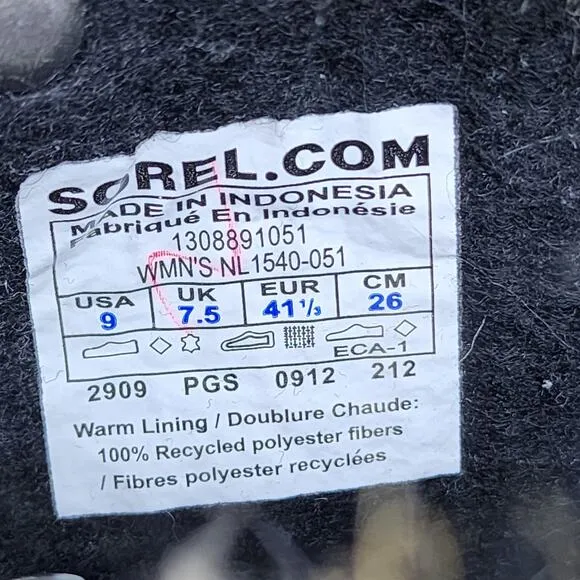 SOREL.COM
MADE IN INDONESIA
Fabriqué En Indonésie
1308891051
WMN'S NL1540-051
USA UK EUR CM
9 7.5 41 1/3 26
ECA-1
2909 PGS 0912 212
Warm Lining / Doublure Chaude:
100% Recycled polyester fibers
/ Fibres polyester recyclées